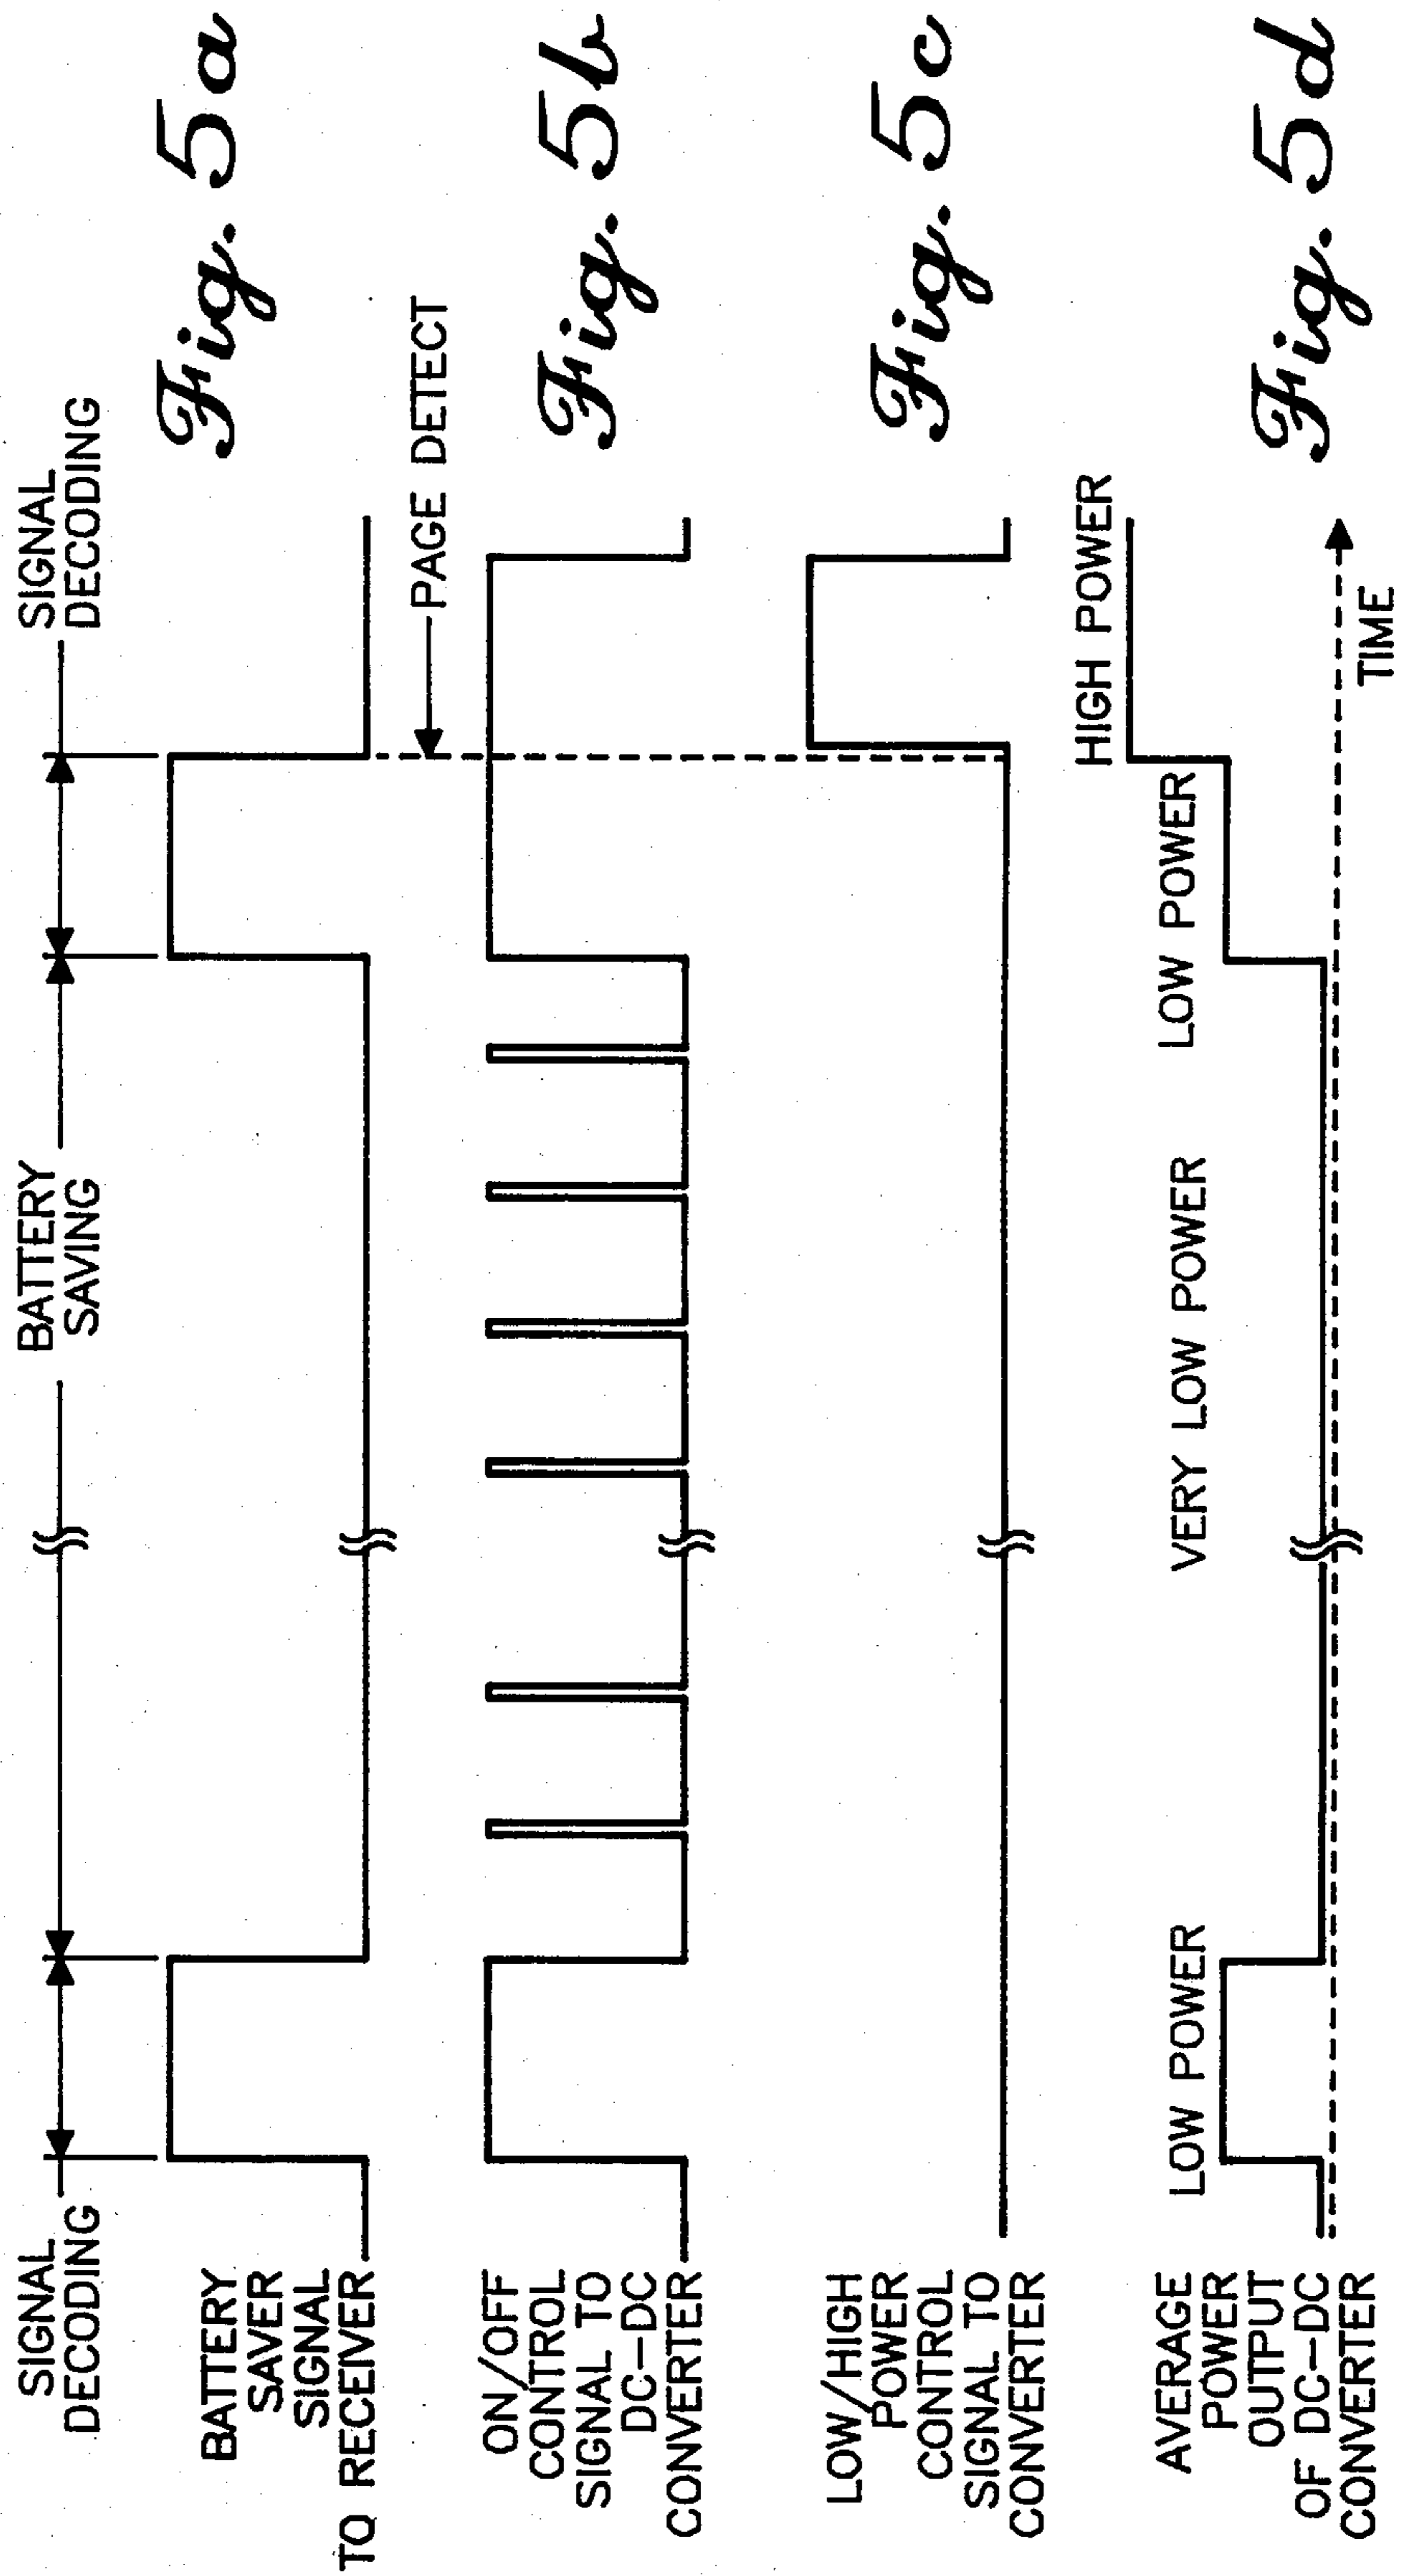 SIGNAL
DECODING
BATTERY
SAVING
SIGNAL
DECODING
BATTERY
SAVER
SIGNAL
TO RECEIVER
Fig. 5a
PAGE DETECT
ON/OFF
CONTROL
SIGNAL TO
DC-DC
CONVERTER
Fig. 5b
LOW/HIGH
POWER
CONTROL
SIGNAL TO
CONVERTER
Fig. 5c
AVERAGE
POWER
OUTPUT
OF DC-DC
CONVERTER
LOW POWER
VERY LOW POWER
LOW POWER
HIGH POWER
TIME
Fig. 5d